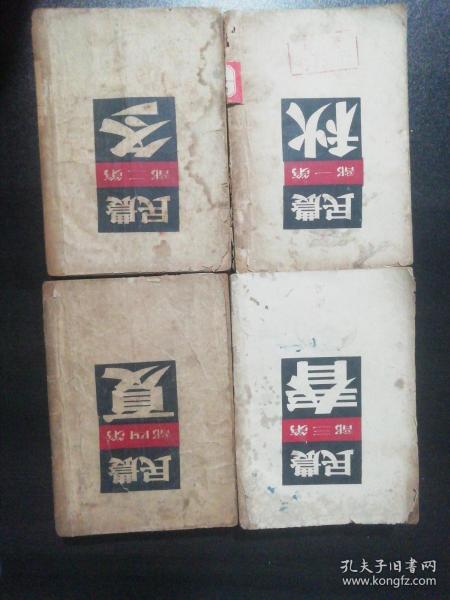 農民
第二部
冬
農民
第一部
秋
農民
第四部
夏
農民
第三部
春
孔夫子旧书网
www.kongfz.com